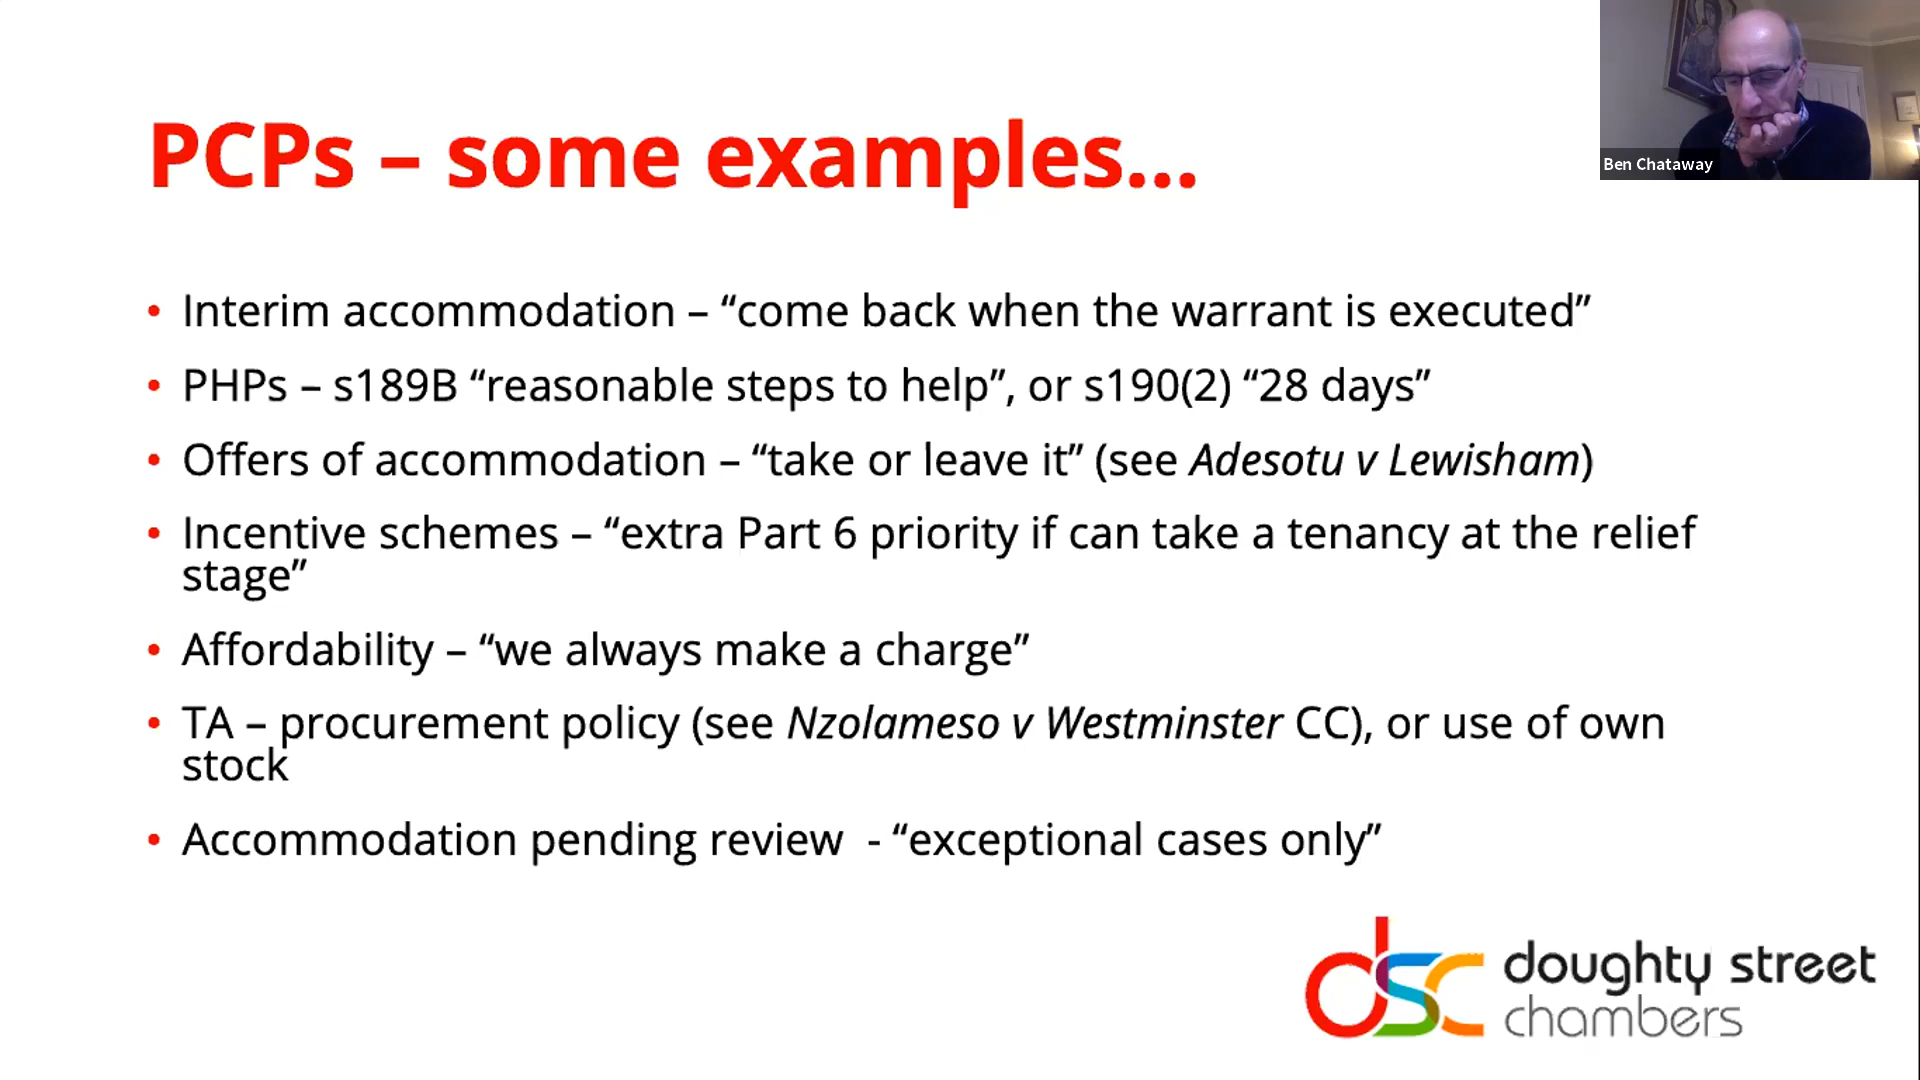 PCPs – some examples...
Ben Chataway
• Interim accommodation – “come back when the warrant is executed”
• PHPs – s189B “reasonable steps to help”, or s190(2) “28 days”
• Offers of accommodation – “take or leave it” (see Adesotu v Lewisham)
• Incentive schemes – “extra Part 6 priority if can take a tenancy at the relief
stage”
• Affordability – “we always make a charge”
• TA – procurement policy (see Nzolameso v Westminster CC), or use of own
stock
• Accommodation pending review  - “exceptional cases only”
dsc doughty street
chambers